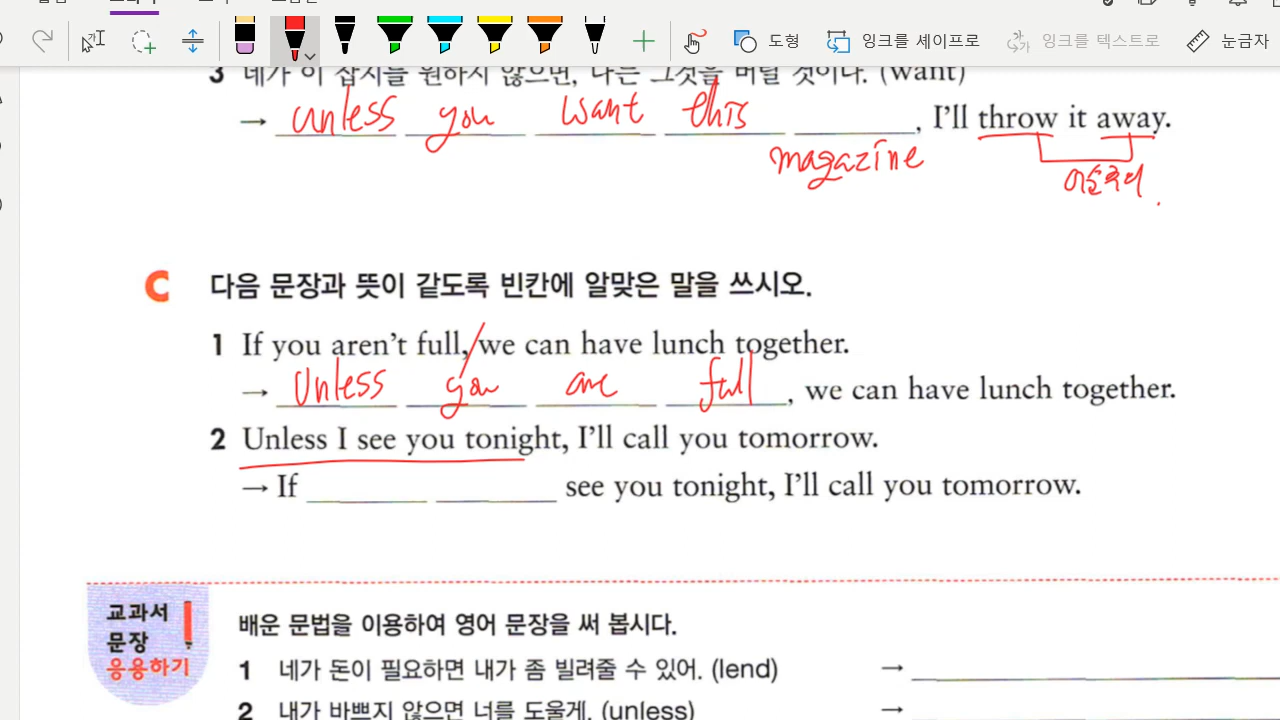 도형 잉크를 셰이프로 잉크를 텍스트로
3 네가 이 잡지를 원하지 않으면, 나는 그것을 버릴 것이다. (want)
→ unless you want this , I'll throw it away.
magazine 이순국어
C 다음 문장과 뜻이 같도록 빈칸에 알맞은 말을 쓰시오.
1 If you aren't full, we can have lunch together.
→ Unless you are full , we can have lunch together.
2 Unless I see you tonight, I'll call you tomorrow.
→ If see you tonight, I'll call you tomorrow.
교과서
문장
응용하기
배운 문법을 이용하여 영어 문장을 써 봅시다.
1 네가 돈이 필요하면 내가 좀 빌려줄 수 있어. (lend) →
2 내가 바쁘지 않으면 너를 도울게. (unless) →